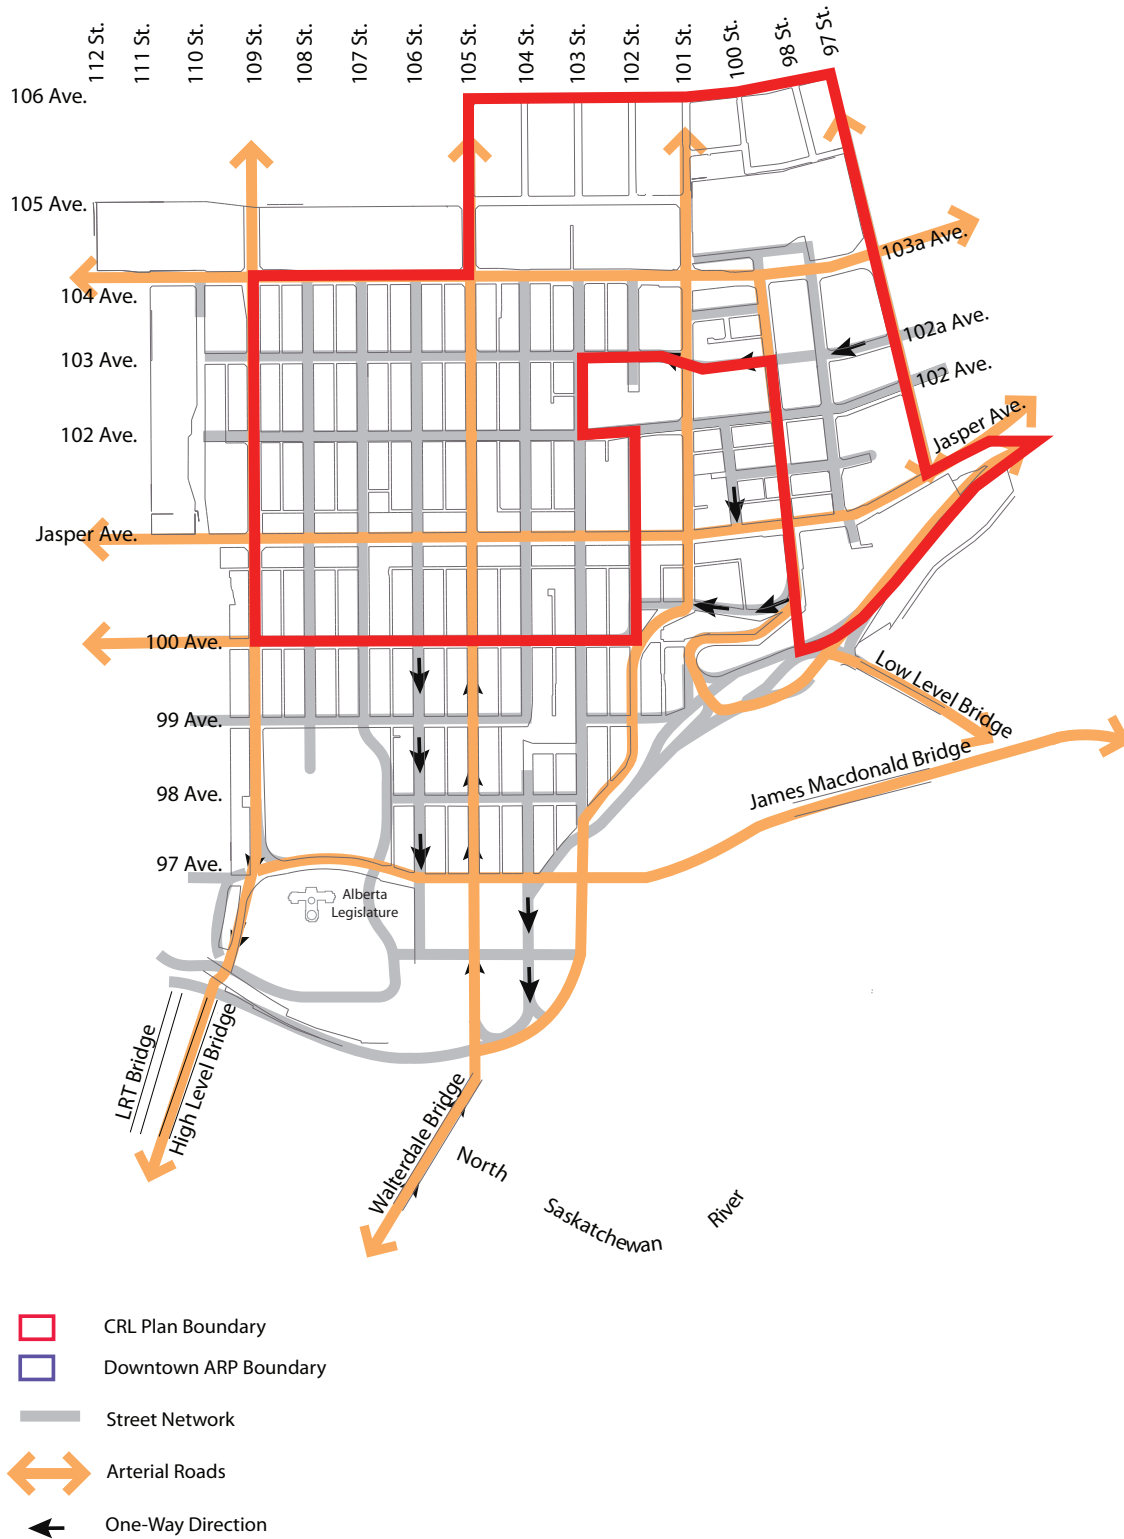 112 St.
111 St.
110 St.
109 St.
108 St.
107 St.
106 St.
105 St.
104 St.
103 St.
102 St.
101 St.
100 St.
98 St.
97 St.
106 Ave.
105 Ave.
103a Ave.
104 Ave.
102a Ave.
103 Ave.
102 Ave.
102 Ave.
Jasper Ave.
Jasper Ave.
100 Ave.
Low Level Bridge
99 Ave.
James Macdonald Bridge
98 Ave.
97 Ave.
Alberta
Legislature
LRT Bridge
High Level Bridge
Walterdale Bridge
North
Saskatchewan
River
CRL Plan Boundary
Downtown ARP Boundary
Street Network
Arterial Roads
One-Way Direction